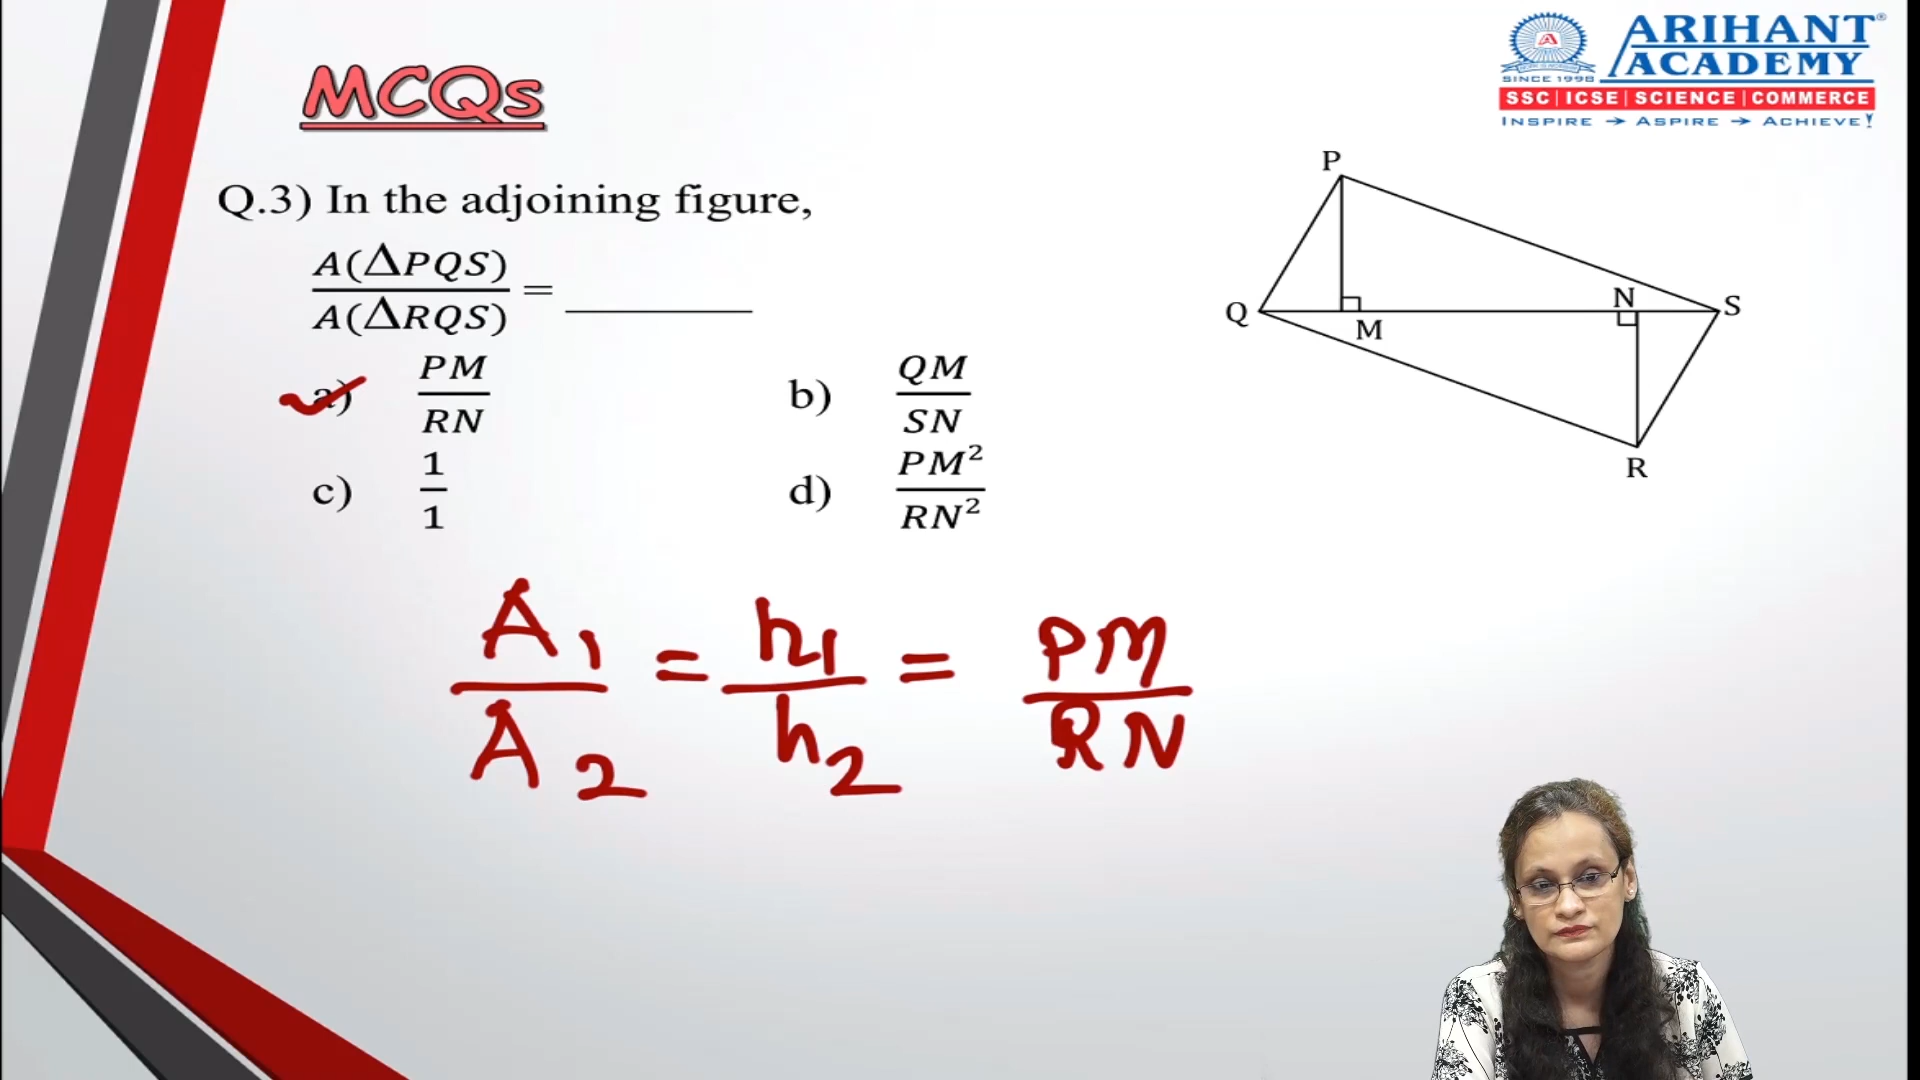 MCQs
ARIHANT
ACADEMY
SINCE 1998
SSC | ICSE | SCIENCE | COMMERCE
INSPIRE → ASPIRE → ACHIEVE!
Q.3) In the adjoining figure,
A(ΔPQS)
A(ΔRQS)
= ________
a) PM/RN
b) QM/SN
c) 1/1
d) PM²/RN²
P
Q
M
N
S
R
A₁/A₂ = h₁/h₂ = PM/RN